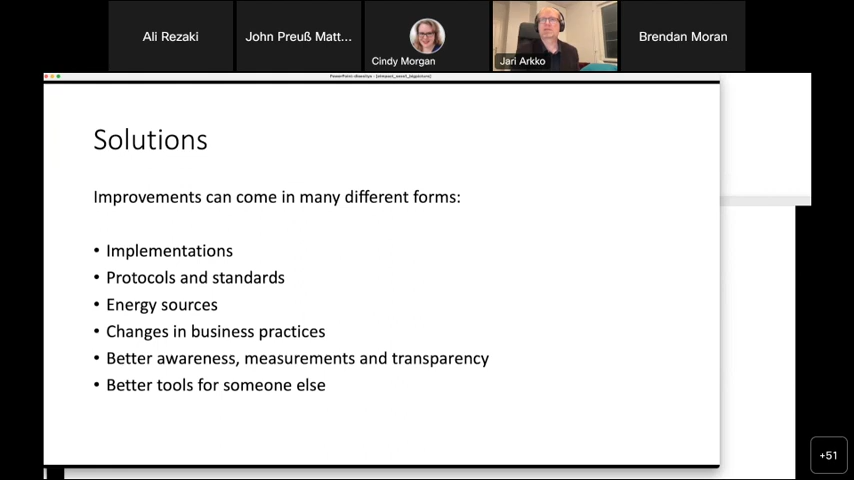 Ali Rezaki
John Preuß Matt...
Cindy Morgan
Jari Arkko
Brendan Moran
Solutions
Improvements can come in many different forms:
• Implementations
• Protocols and standards
• Energy sources
• Changes in business practices
• Better awareness, measurements and transparency
• Better tools for someone else
+51